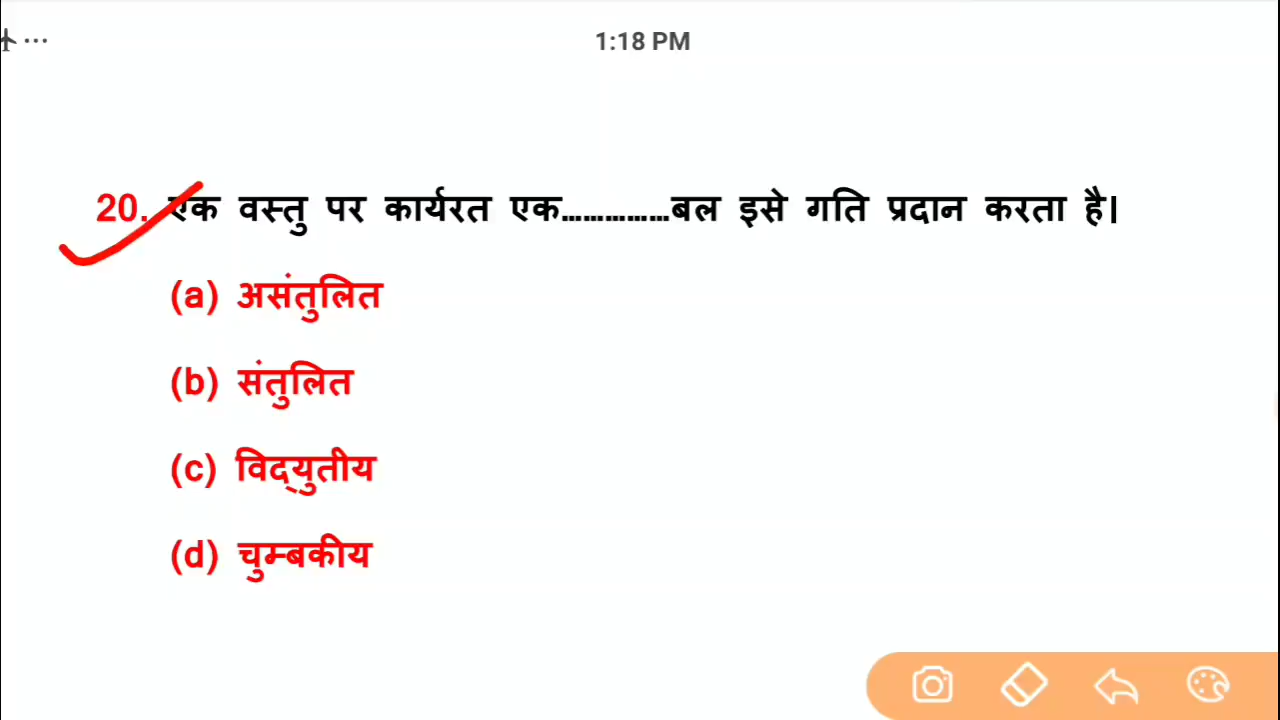 1:18 PM
20. एक वस्तु पर कार्यरत एक...............बल इसे गति प्रदान करता है।
(a) असंतुलित
(b) संतुलित
(c) विद्युतीय
(d) चुम्बकीय